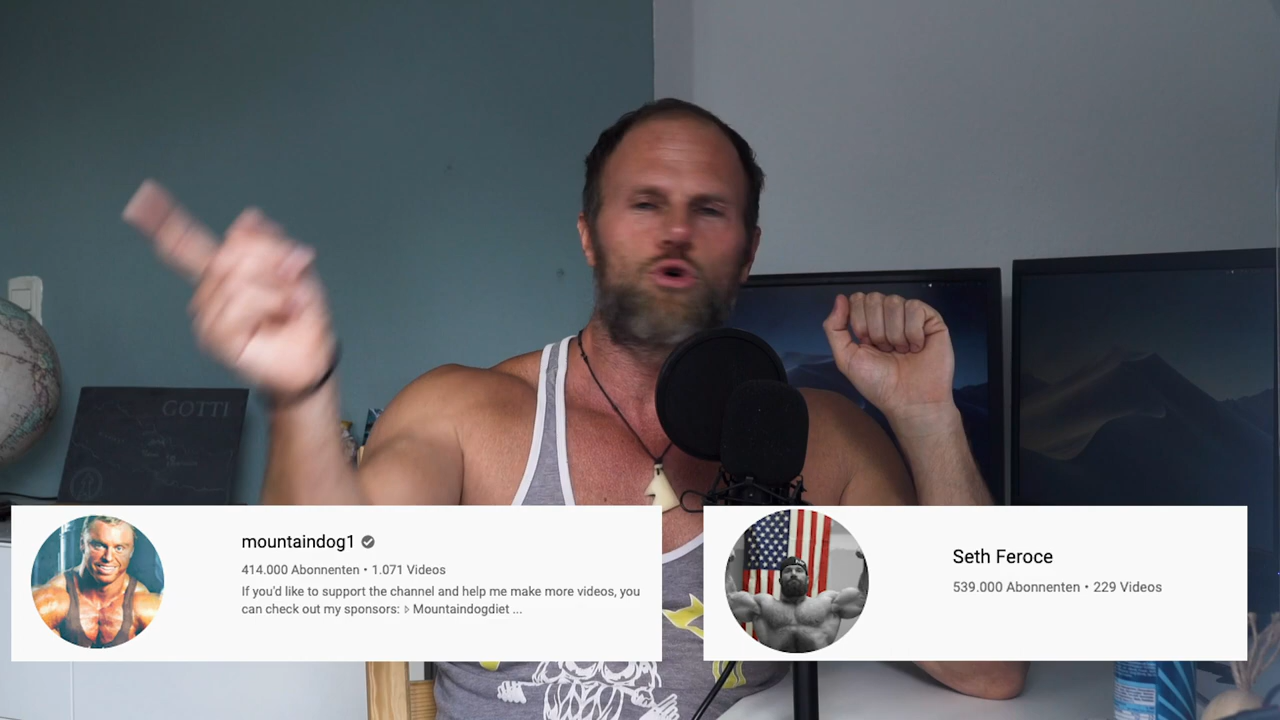 GOTTI
mountaindog1
414.000 Abonnenten • 1.071 Videos
If you'd like to support the channel and help me make more videos, you
can check out my sponsors: › Mountaindogdiet ...
Seth Feroce
539.000 Abonnenten • 229 Videos